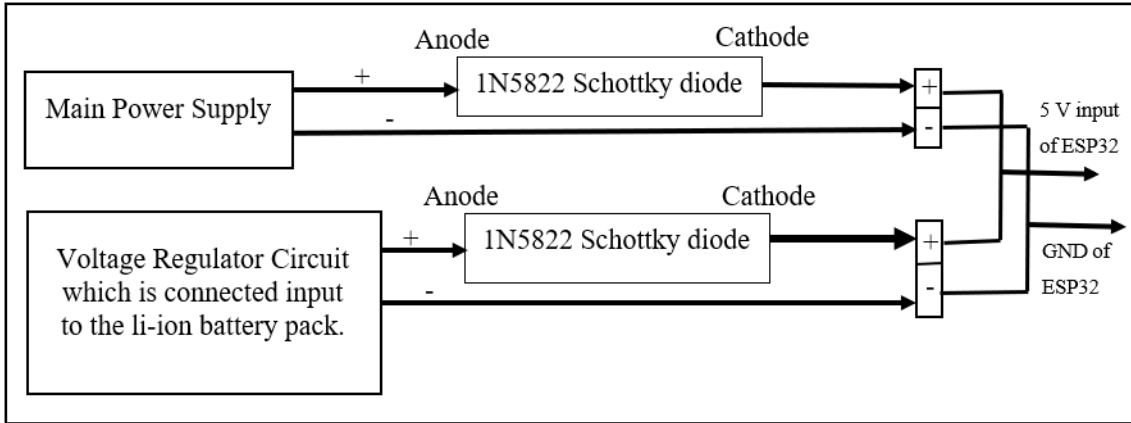 Anode
Cathode
+
1N5822 Schottky diode
+
Main Power Supply
-
-
5 V input
of ESP32
Anode
Cathode
+
1N5822 Schottky diode
+
Voltage Regulator Circuit
which is connected input
to the li-ion battery pack.
-
-
GND of
ESP32